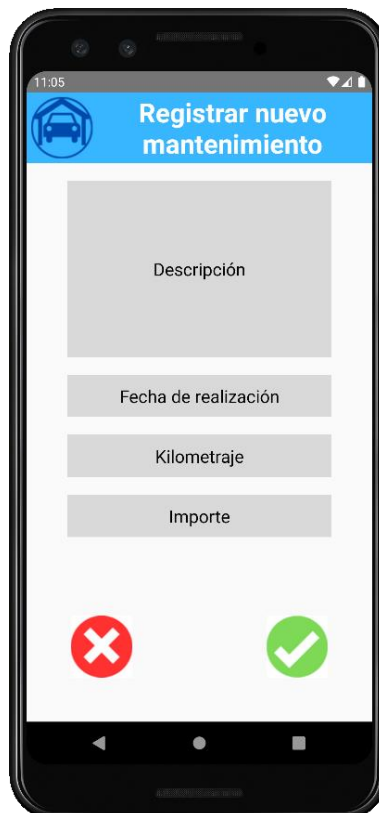 11:05
Registrar nuevo
mantenimiento
Descripción
Fecha de realización
Kilometraje
Importe